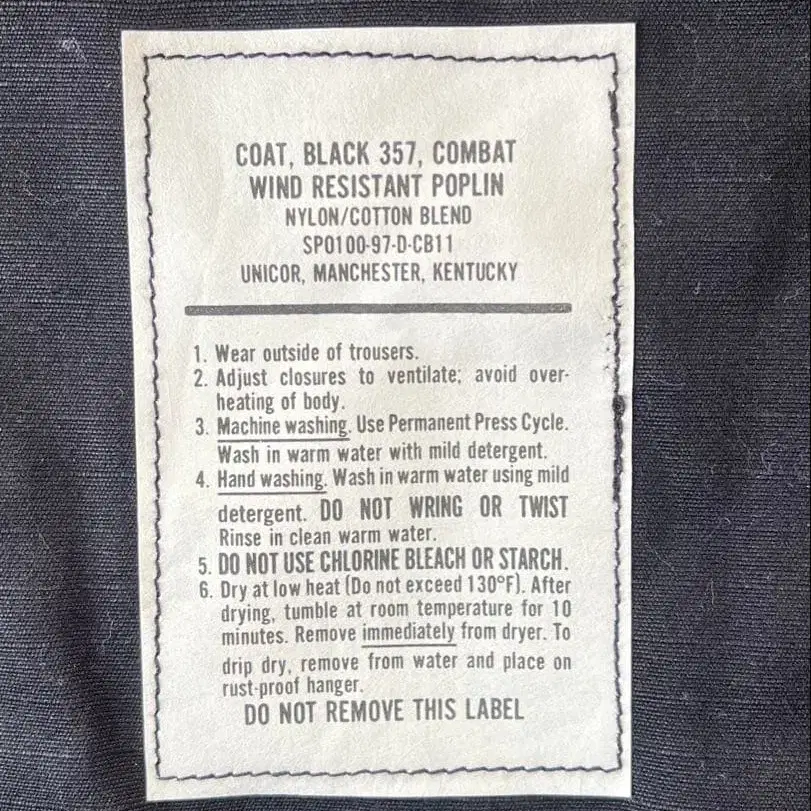 COAT, BLACK 357, COMBAT
WIND RESISTANT POPLIN
NYLON/COTTON BLEND
SPO100-97-D-CB11
UNICOR, MANCHESTER, KENTUCKY
1. Wear outside of trousers.
2. Adjust closures to ventilate; avoid over-
heating of body.
3. Machine washing. Use Permanent Press Cycle.
Wash in warm water with mild detergent.
4. Hand washing. Wash in warm water using mild
detergent. DO NOT WRING OR TWIST
Rinse in clean warm water.
5. DO NOT USE CHLORINE BLEACH OR STARCH.
6. Dry at low heat (Do not exceed 130°F). After
drying, tumble at room temperature for 10
minutes. Remove immediately from dryer. To
drip dry, remove from water and place on
rust-proof hanger.
DO NOT REMOVE THIS LABEL